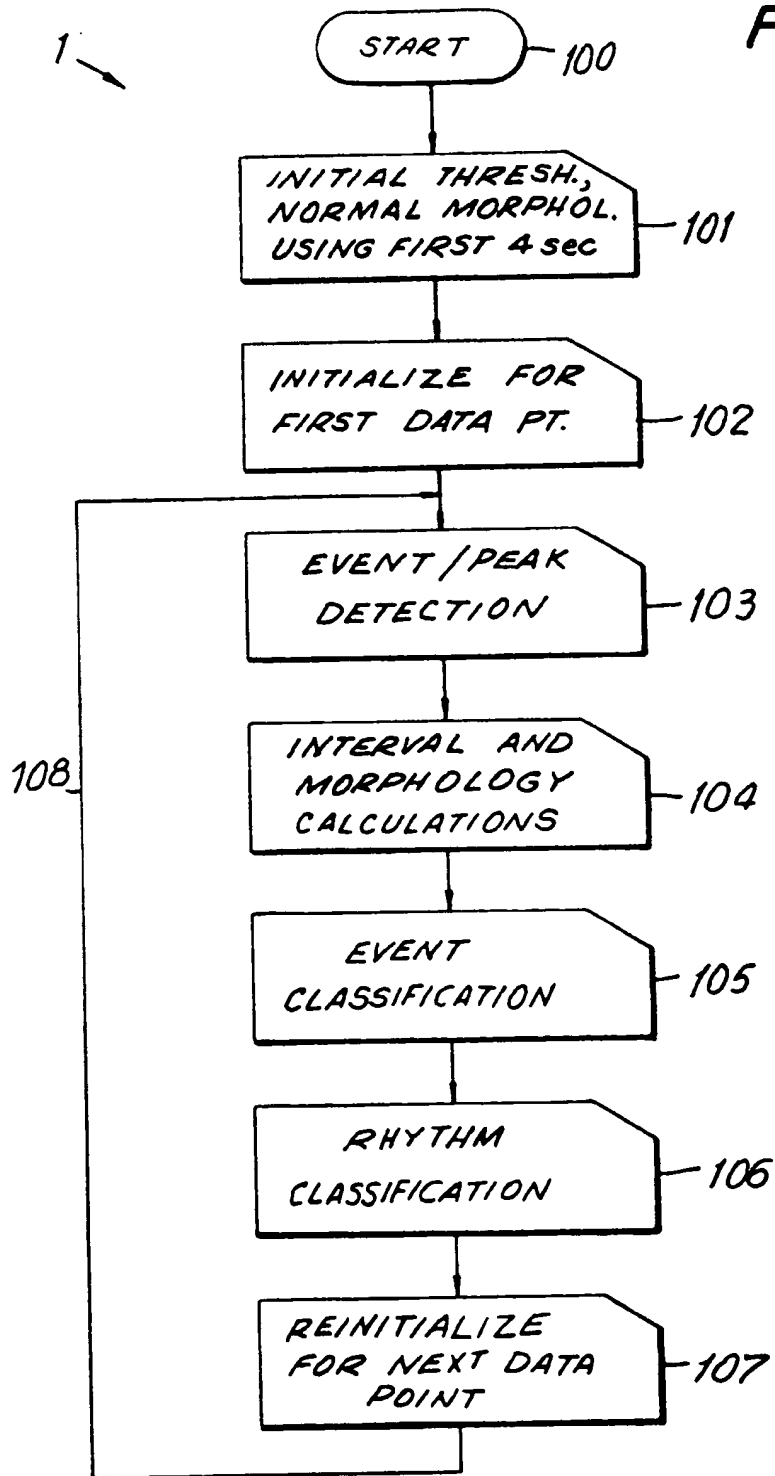 F
1
START
100
INITIAL THRESH.,
NORMAL MORPHOL.
USING FIRST 4 sec
101
INITIALIZE FOR
FIRST DATA PT.
102
EVENT/PEAK
DETECTION
103
INTERVAL AND
MORPHOLOGY
CALCULATIONS
104
108
EVENT
CLASSIFICATION
105
RHYTHM
CLASSIFICATION
106
REINITIALIZE
FOR NEXT DATA
POINT
107